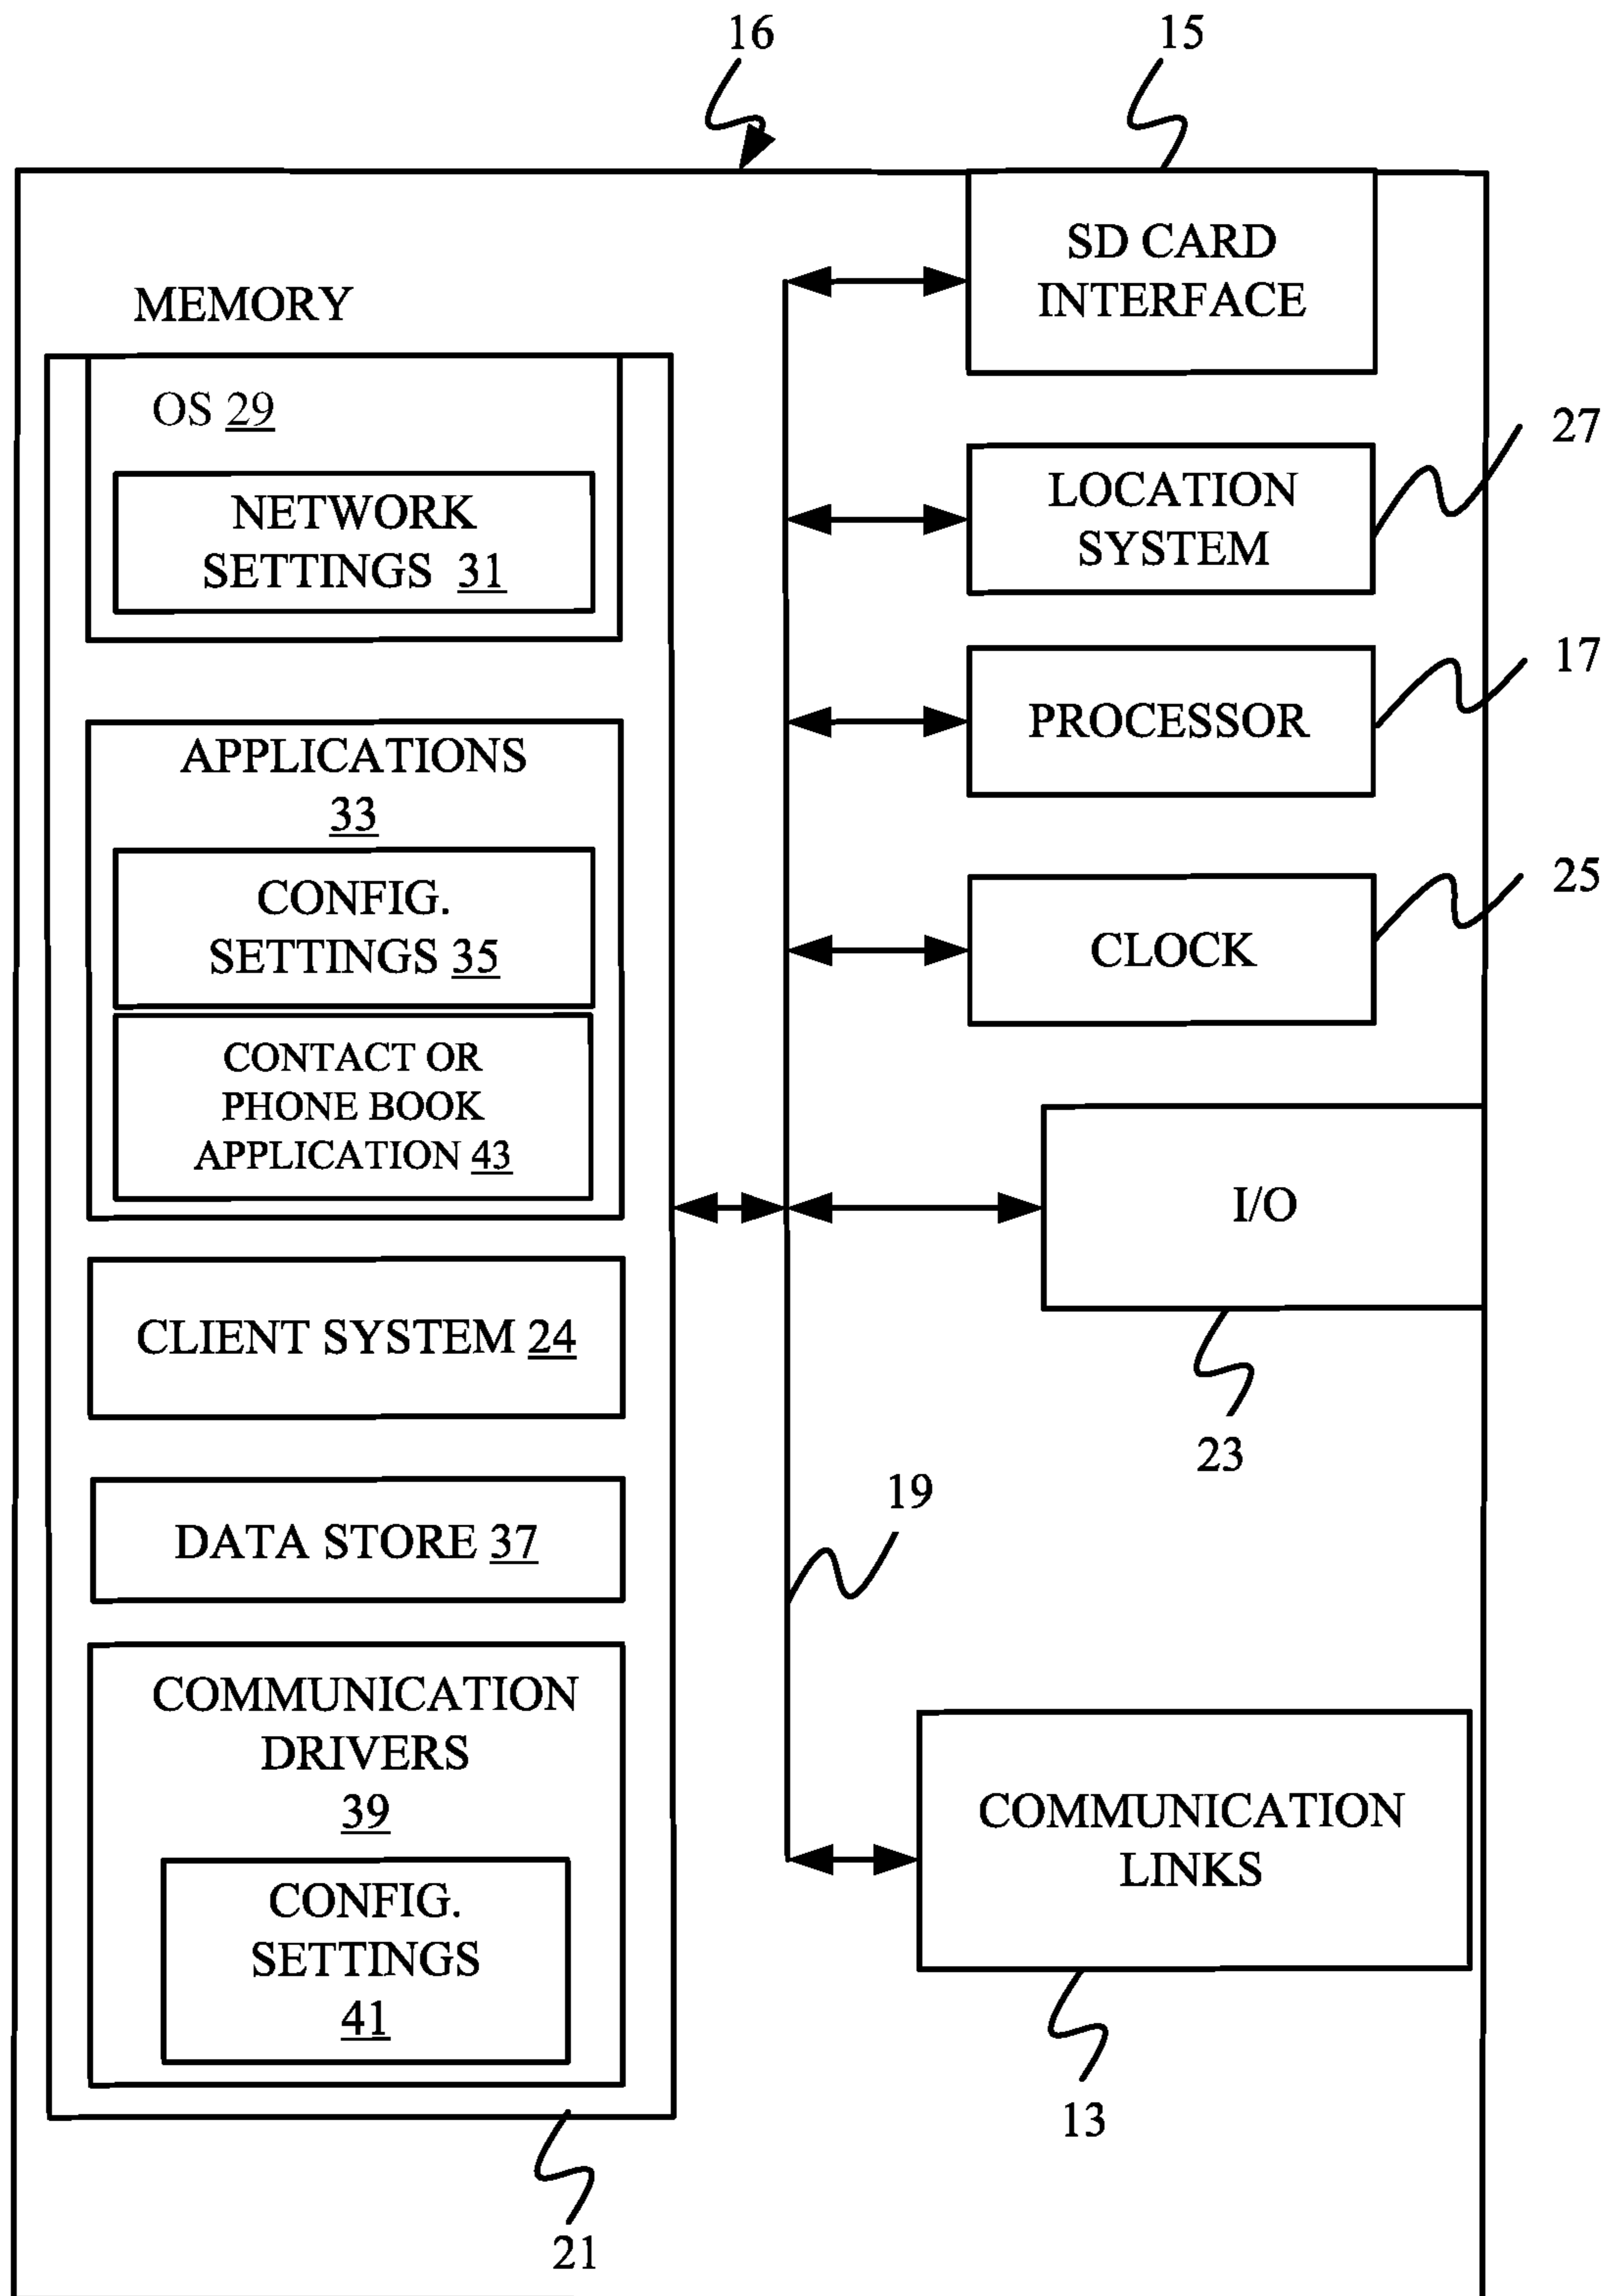 16
15
SD CARD
INTERFACE
MEMORY
OS 29
27
LOCATION
SYSTEM
NETWORK
SETTINGS 31
17
PROCESSOR
APPLICATIONS
33
25
CONFIG.
SETTINGS 35
CLOCK
CONTACT OR
PHONE BOOK
APPLICATION 43
I/O
CLIENT SYSTEM 24
23
19
DATA STORE 37
COMMUNICATION
DRIVERS
39
COMMUNICATION
LINKS
CONFIG.
SETTINGS
41
13
21